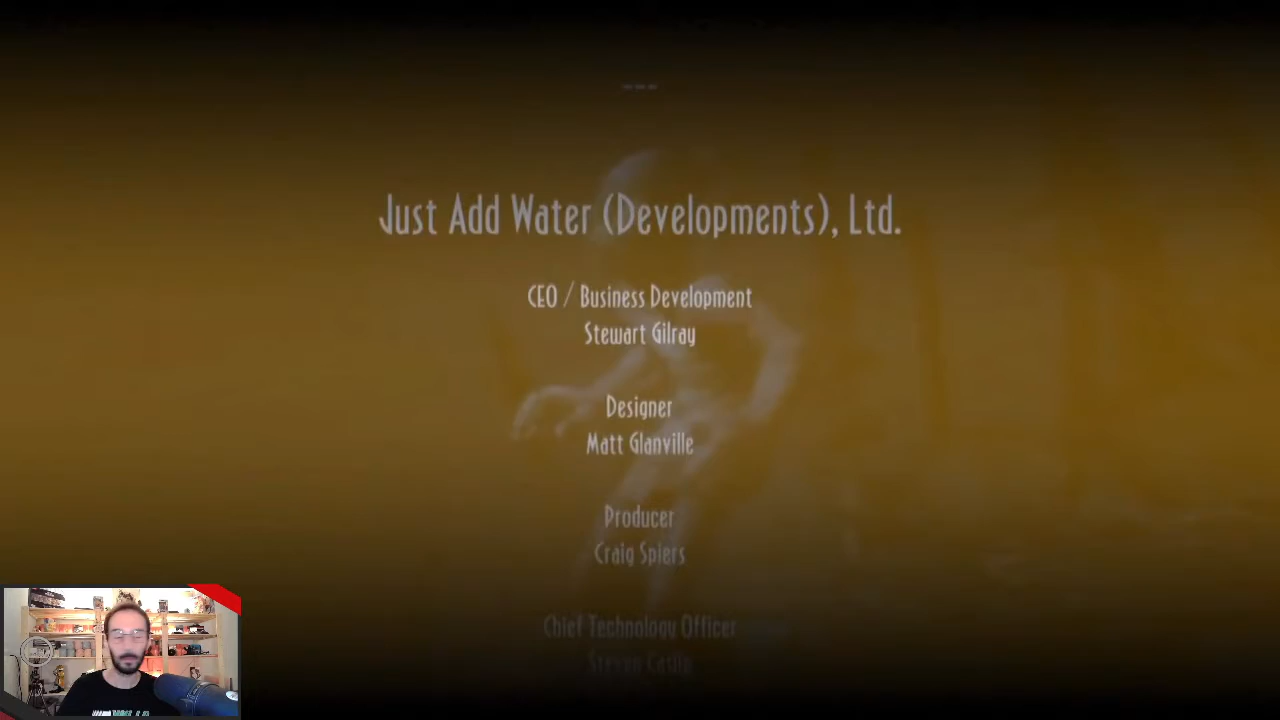 ---
Just Add Water (Developments), Ltd.
CEO / Business Development
Stewart Gilray
Designer
Matt Glanville
Producer
Craig Spiers
Chief Technology Officer
Steven